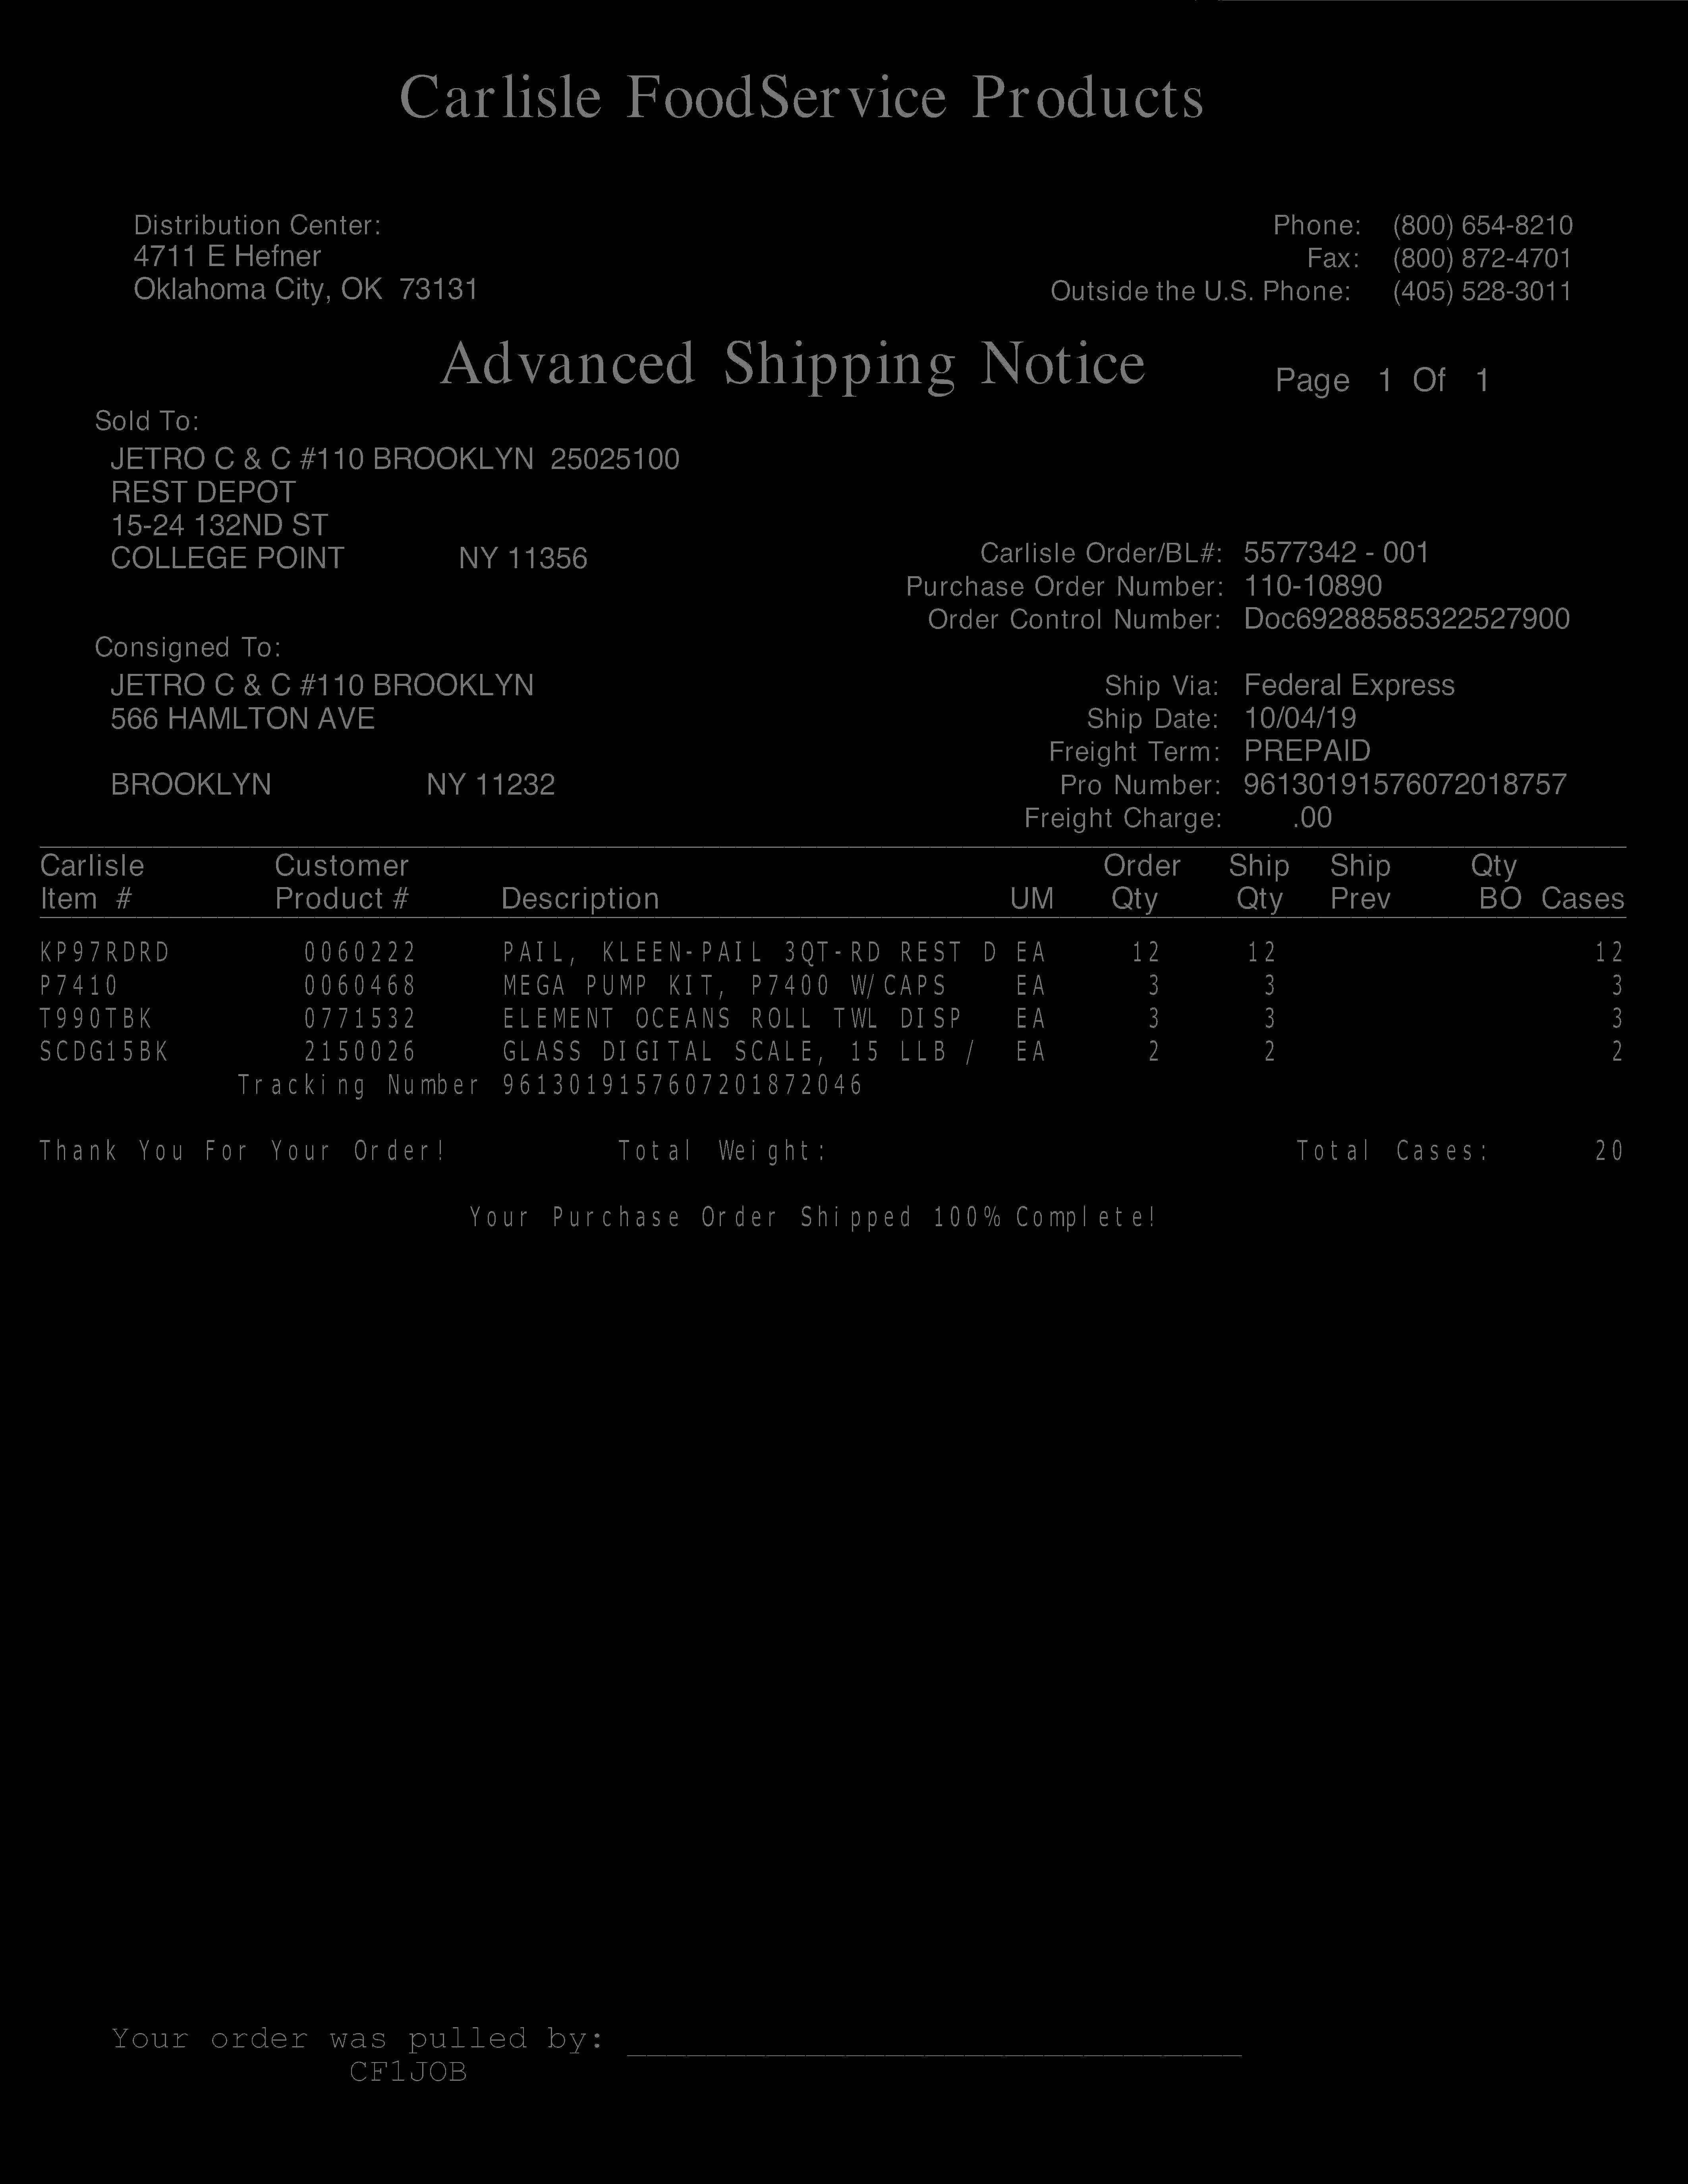 Carlisle FoodService Products
Distribution Center:
4711 E Hefner
Oklahoma City, OK 73131
Phone: (800) 654-8210
Fax: (800) 872-4701
Outside the U.S. Phone: (405) 528-3011
Advanced Shipping Notice Page 1 Of 1
Sold To:
JETRO C & C #110 BROOKLYN 25025100
REST DEPOT
15-24 132ND ST
COLLEGE POINT NY 11356
Carlisle Order/BL#: 5577342 - 001
Purchase Order Number: 110-10890
Order Control Number: Doc69288585322527900
Consigned To:
JETRO C & C #110 BROOKLYN
566 HAMLTON AVE
BROOKLYN NY 11232
Ship Via: Federal Express
Ship Date: 10/04/19
Freight Term: PREPAID
Pro Number: 96130191576072018757
Freight Charge: .00
Carlisle Customer Order Ship Ship Qty
Item # Product # Description UM Qty Qty Prev BO Cases
KP97RDRD 0060222 PAIL, KLEEN-PAIL 3QT-RD REST D EA 12 12 12
P7410 0060468 MEGA PUMP KIT, P7400 W/CAPS EA 3 3 3
T990TBK 0771532 ELEMENT OCEANS ROLL TWL DISP EA 3 3 3
SCDG15BK 2150026 GLASS DIGITAL SCALE, 15 LLB / EA 2 2 2
Tracking Number 9613019157607201872046
Thank You For Your Order! Total Weight: Total Cases: 20
Your Purchase Order Shipped 100% Complete!
Your order was pulled by: _______________________________
CF1JOB